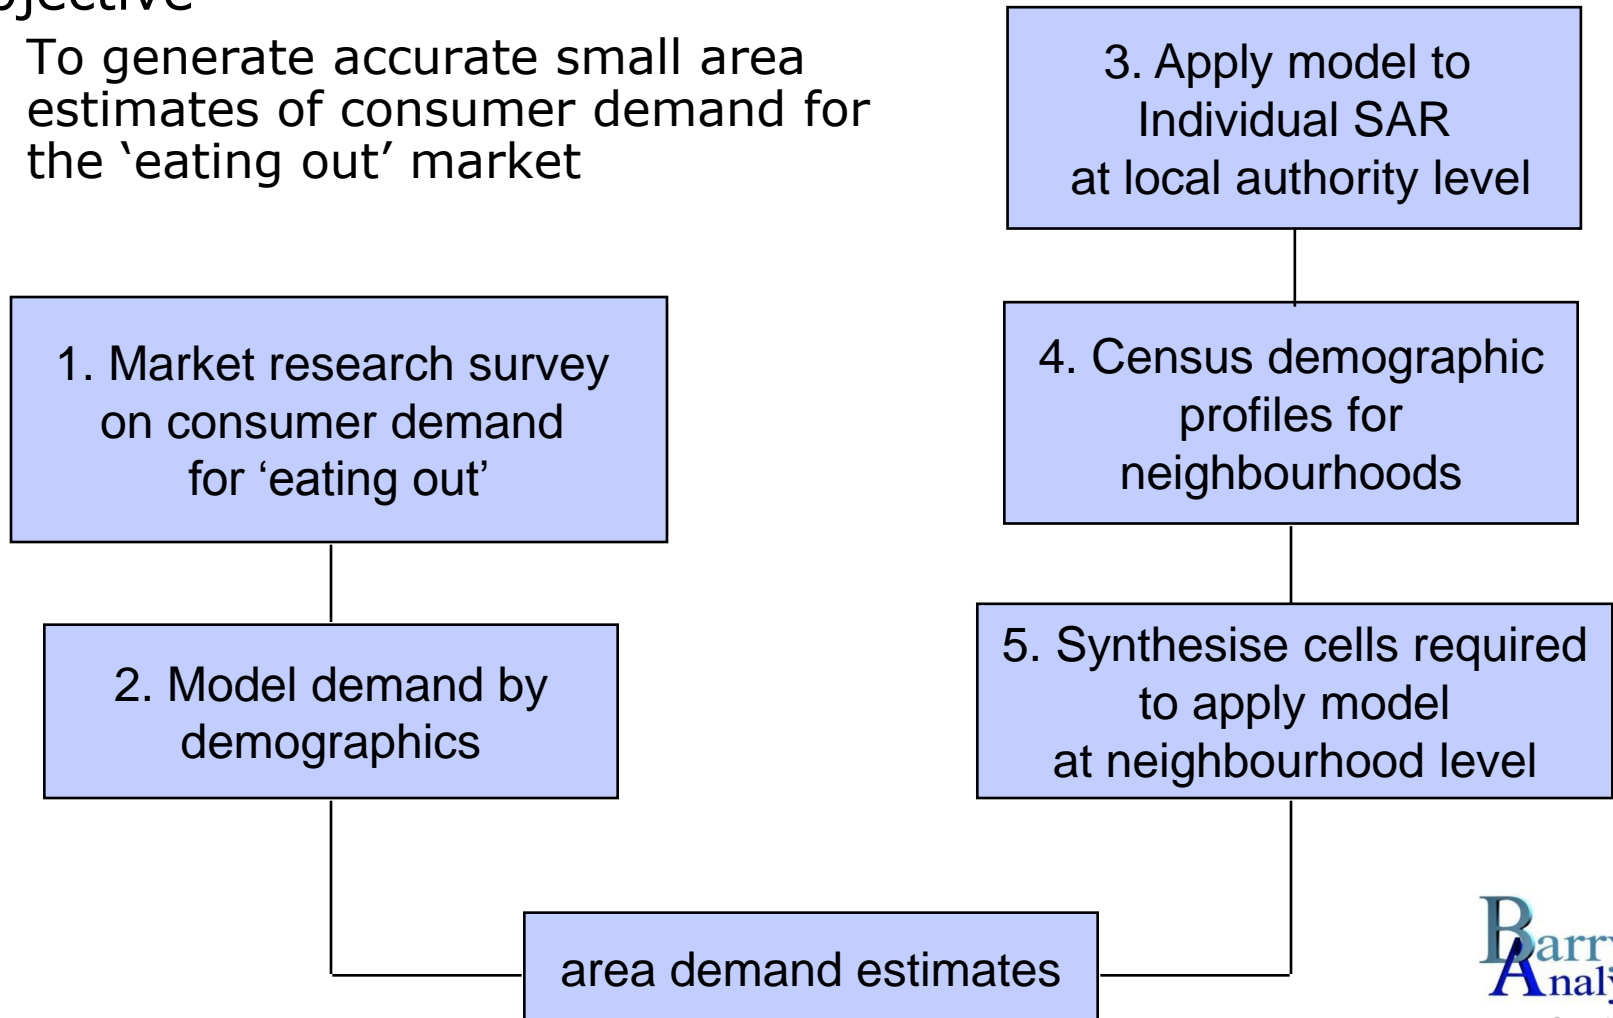 To generate accurate small area
estimates of consumer demand for
the ‘eating out’ market
1. Market research survey
on consumer demand
for ‘eating out’
2. Model demand by
demographics
3. Apply model to
Individual SAR
at local authority level
4. Census demographic
profiles for
neighbourhoods
5. Synthesise cells required
to apply model
at neighbourhood level
area demand estimates
Barry